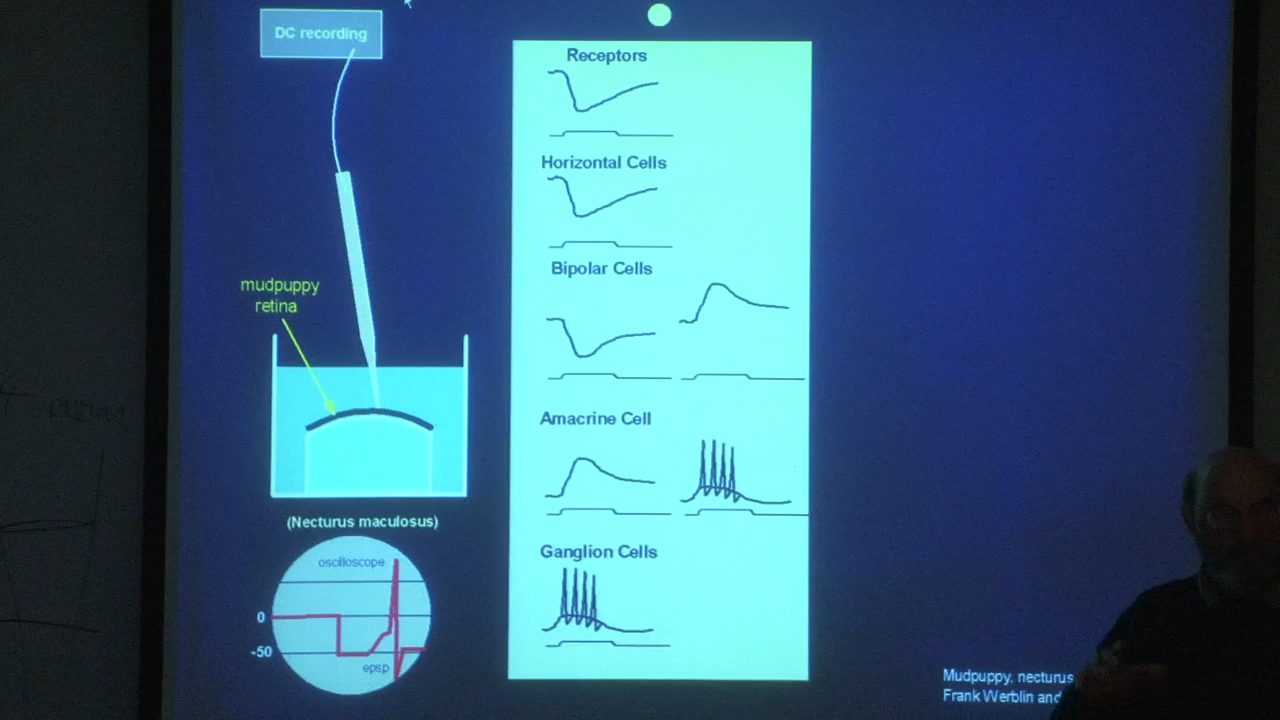 DC recording
mudpuppy
retina
(Necturus maculosus)
oscilloscope
0
-50
epsp
Receptors
Horizontal Cells
Bipolar Cells
Amacrine Cell
Ganglion Cells
Mudpuppy, necturus
Frank Werblin and